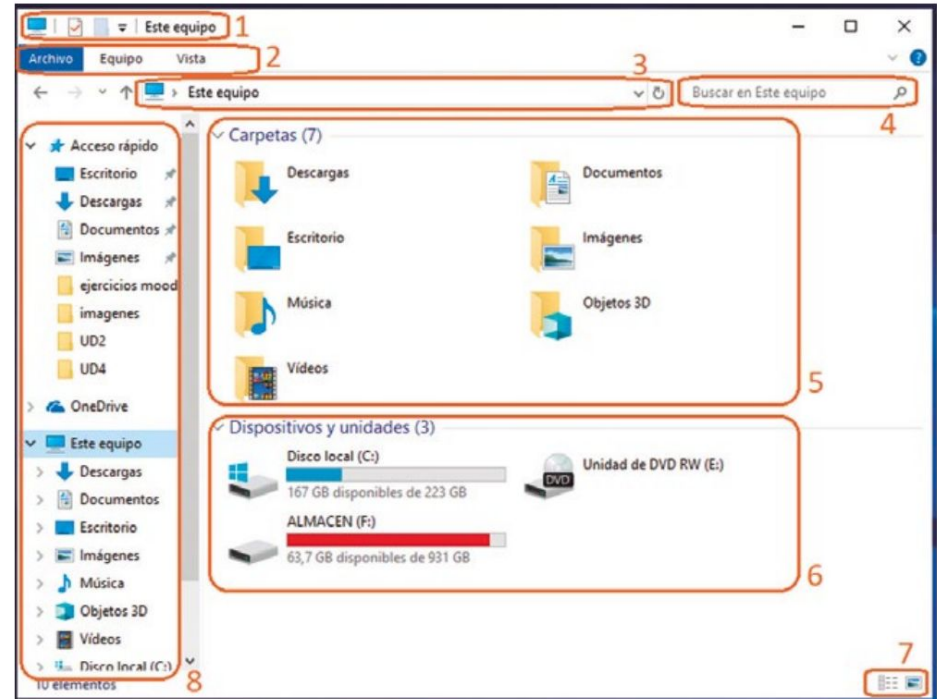 Este equipo 1
Archivo Equipo Vista 2
3
Este equipo
Buscar en Este equipo
4
Acceso rápido
Escritorio
Descargas
Documentos
Imágenes
ejercicios mood
imagenes
UD2
UD4
OneDrive
Este equipo
Descargas
Documentos
Escritorio
Imágenes
Música
Objetos 3D
Vídeos
Disco local (C:)
8
10 elementos
Carpetas (7)
Descargas
Documentos
Escritorio
Imágenes
Música
Objetos 3D
Vídeos
5
Dispositivos y unidades (3)
Disco local (C:)
167 GB disponibles de 223 GB
DVD
Unidad de DVD RW (E:)
ALMACEN (F:)
63,7 GB disponibles de 931 GB
6
7